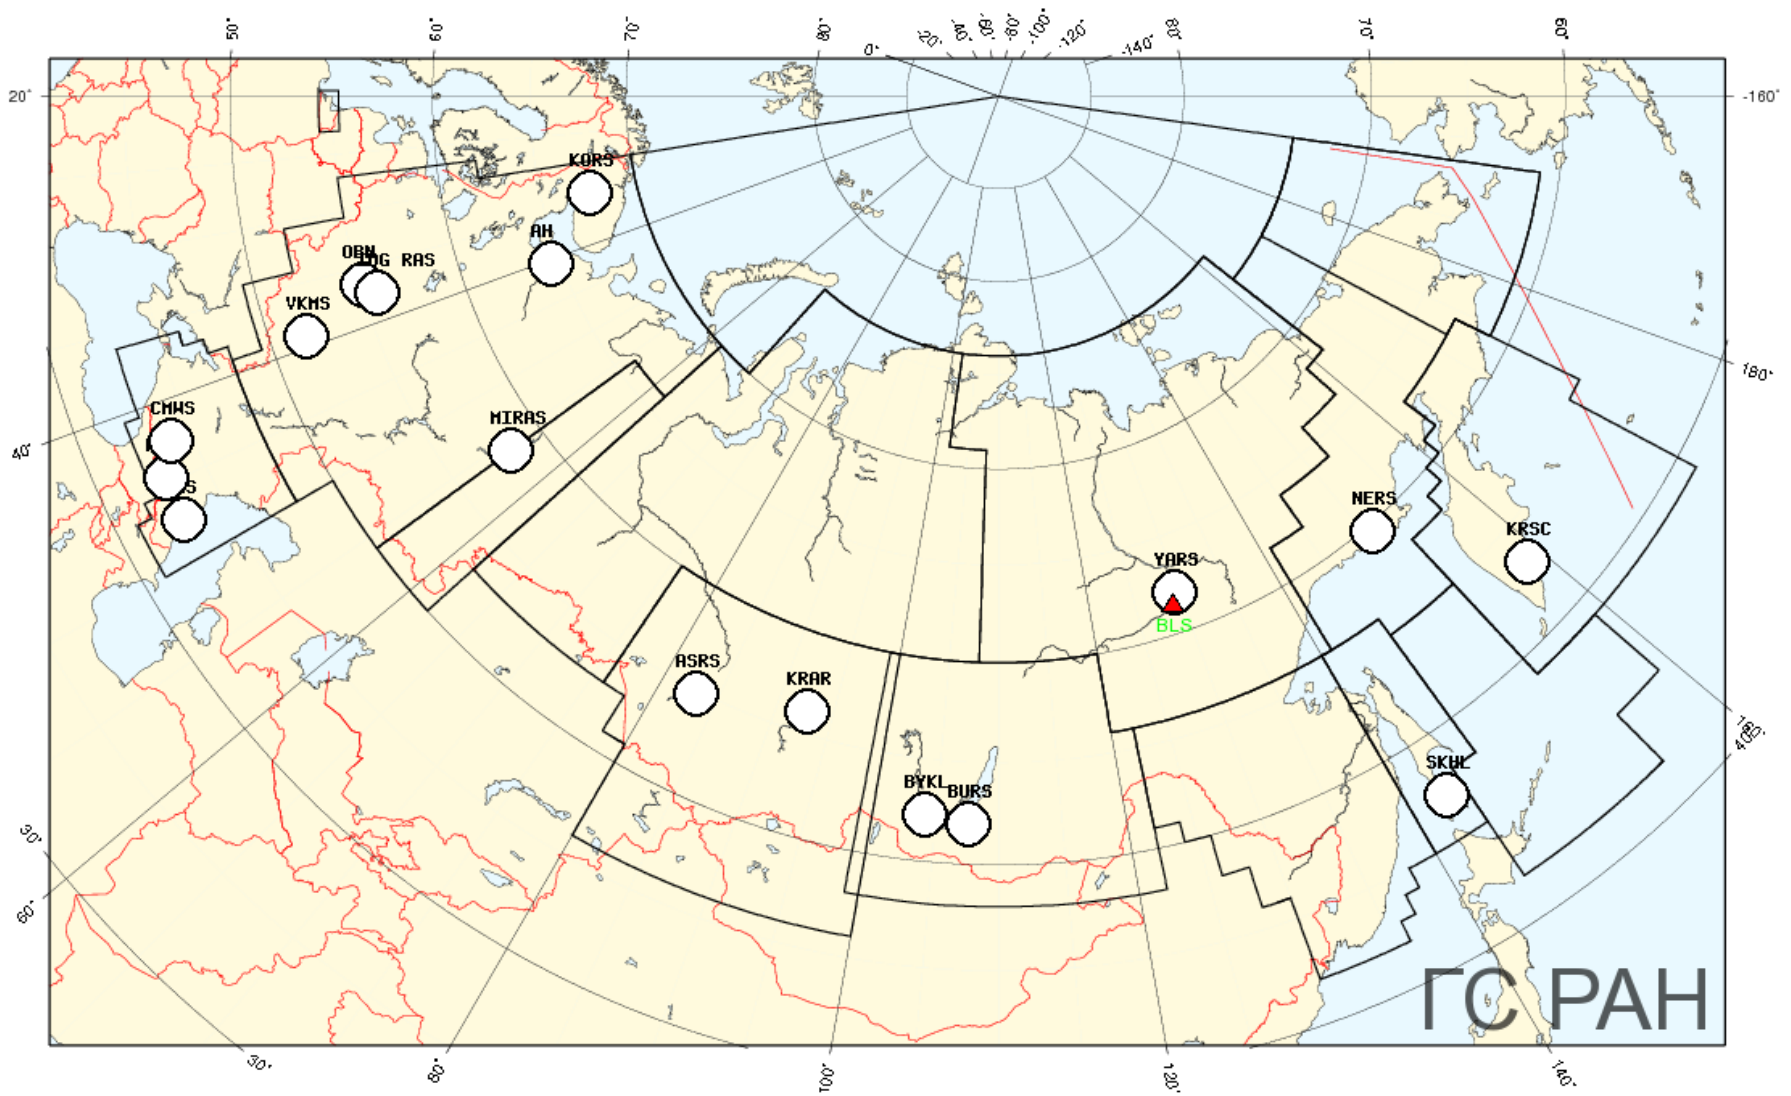 50° 60° 70° 80° 0° -20° -40° -60° -80° -100° -120° -140° 80° 70° 60°
20° -160°
KORS
AH
OBN
RAS
VKMS
180°
CMWS
MIRAS
40°
S
NERS
KRSC
YARS
BLS
ASRS
KRAR
160°
40°
SKHL
BYKL BURS
30°
60°
ГС РАН
30° 80° 100° 120° 140°